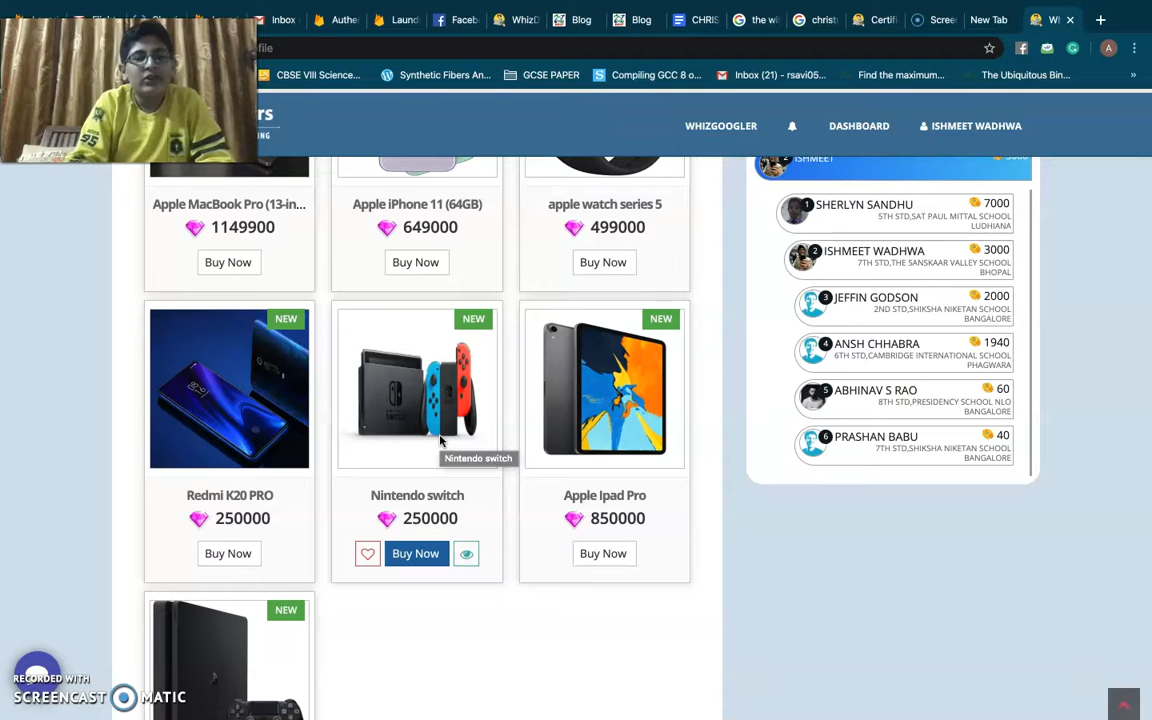 Inbox
Authe
Laun
Faceb
WhizD
Blog
Blog
CHRIS
the wi
christ
Certifi
Scree
New Tab
file
CBSE VIII Science...
Synthetic Fibers An...
GCSE PAPER
Compiling GCC 8 o...
Inbox (21) - rsavi05...
Find the maximum...
The Ubiquitous Bin...
»
A
rs
NG
WHIZGOOGLER
DASHBOARD
ISHMEET WADHWA
95
Apple MacBook Pro (13-in...
1149900
Buy Now
Apple iPhone 11 (64GB)
649000
Buy Now
apple watch series 5
499000
Buy Now
NEW
Redmi K20 PRO
250000
Buy Now
NEW
Nintendo switch
Nintendo switch
250000
Buy Now
NEW
Apple Ipad Pro
850000
Buy Now
NEW
2
ISHMEET
1
SHERLYN SANDHU
7000
5TH STD,SAT PAUL MITTAL SCHOOL
LUDHIANA
2
ISHMEET WADHWA
3000
7TH STD,THE SANSKAAR VALLEY SCHOOL
BHOPAL
3
JEFFIN GODSON
2000
2ND STD,SHIKSHA NIKETAN SCHOOL
BANGALORE
4
ANSH CHHABRA
1940
6TH STD,CAMBRIDGE INTERNATIONAL SCHOOL
PHAGWARA
5
ABHINAV S RAO
60
8TH STD,PRESIDENCY SCHOOL NLO
BANGALORE
6
PRASHAN BABU
40
7TH STD,SHIKSHA NIKETAN SCHOOL
BANGALORE
RECORDED WITH
SCREENCAST MATIC